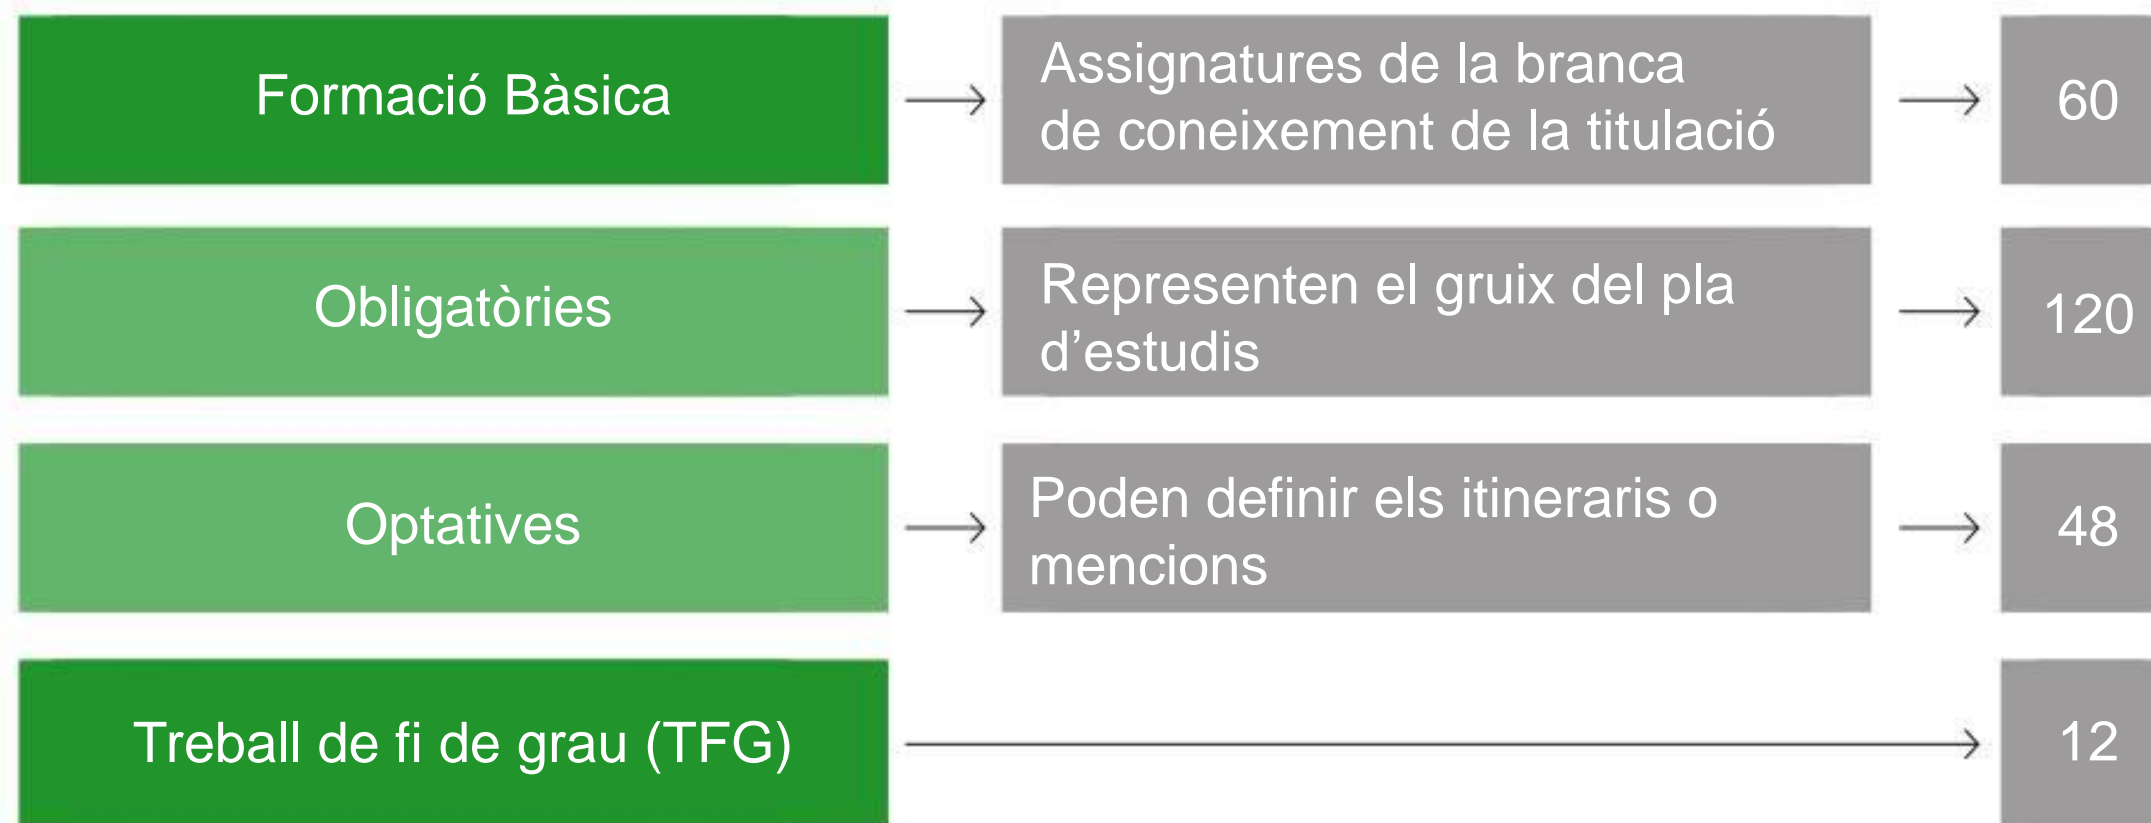 Formació Bàsica
Assignatures de la branca
de coneixement de la titulació
60
Obligatòries
Representen el gruix del pla
d’estudis
120
Optatives
Poden definir els itineraris o
mencions
48
Treball de fi de grau (TFG)
12